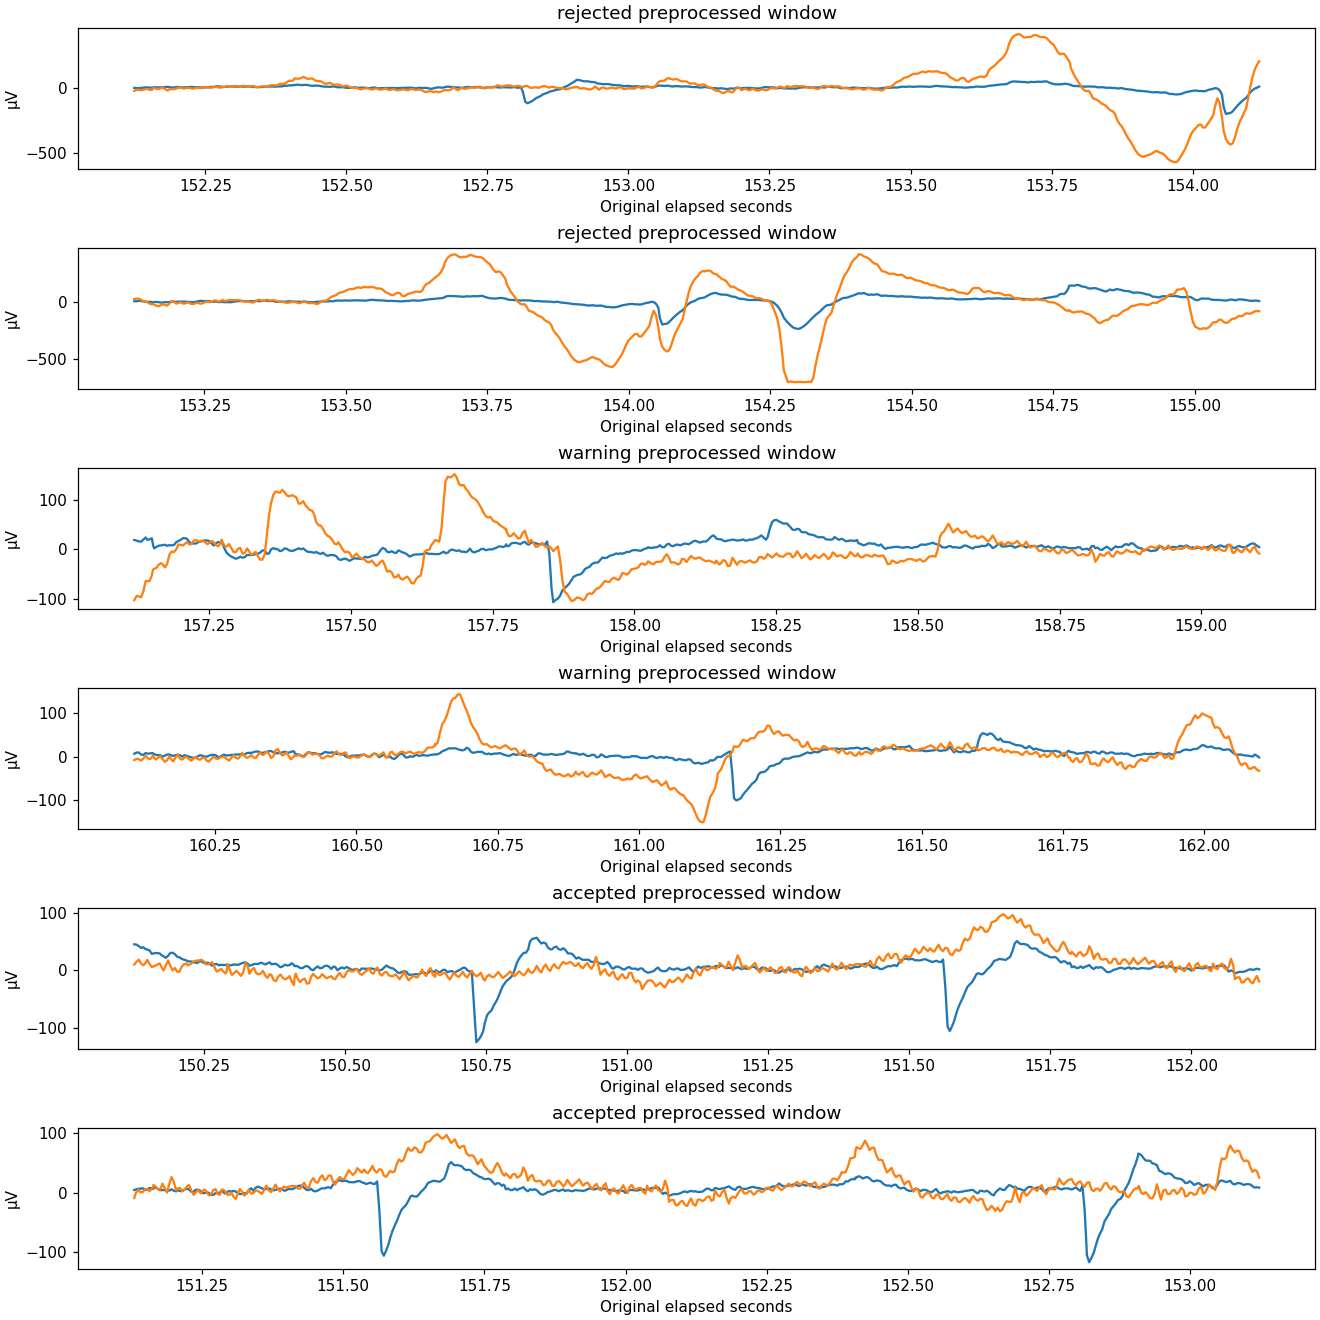 rejected preprocessed window
0
−500
µV
152.25 152.50 152.75 153.00 153.25 153.50 153.75 154.00
Original elapsed seconds
rejected preprocessed window
0
−500
µV
153.25 153.50 153.75 154.00 154.25 154.50 154.75 155.00
Original elapsed seconds
warning preprocessed window
100
0
−100
µV
157.25 157.50 157.75 158.00 158.25 158.50 158.75 159.00
Original elapsed seconds
warning preprocessed window
100
0
−100
µV
160.25 160.50 160.75 161.00 161.25 161.50 161.75 162.00
Original elapsed seconds
accepted preprocessed window
100
0
−100
µV
150.25 150.50 150.75 151.00 151.25 151.50 151.75 152.00
Original elapsed seconds
accepted preprocessed window
100
0
−100
µV
151.25 151.50 151.75 152.00 152.25 152.50 152.75 153.00
Original elapsed seconds